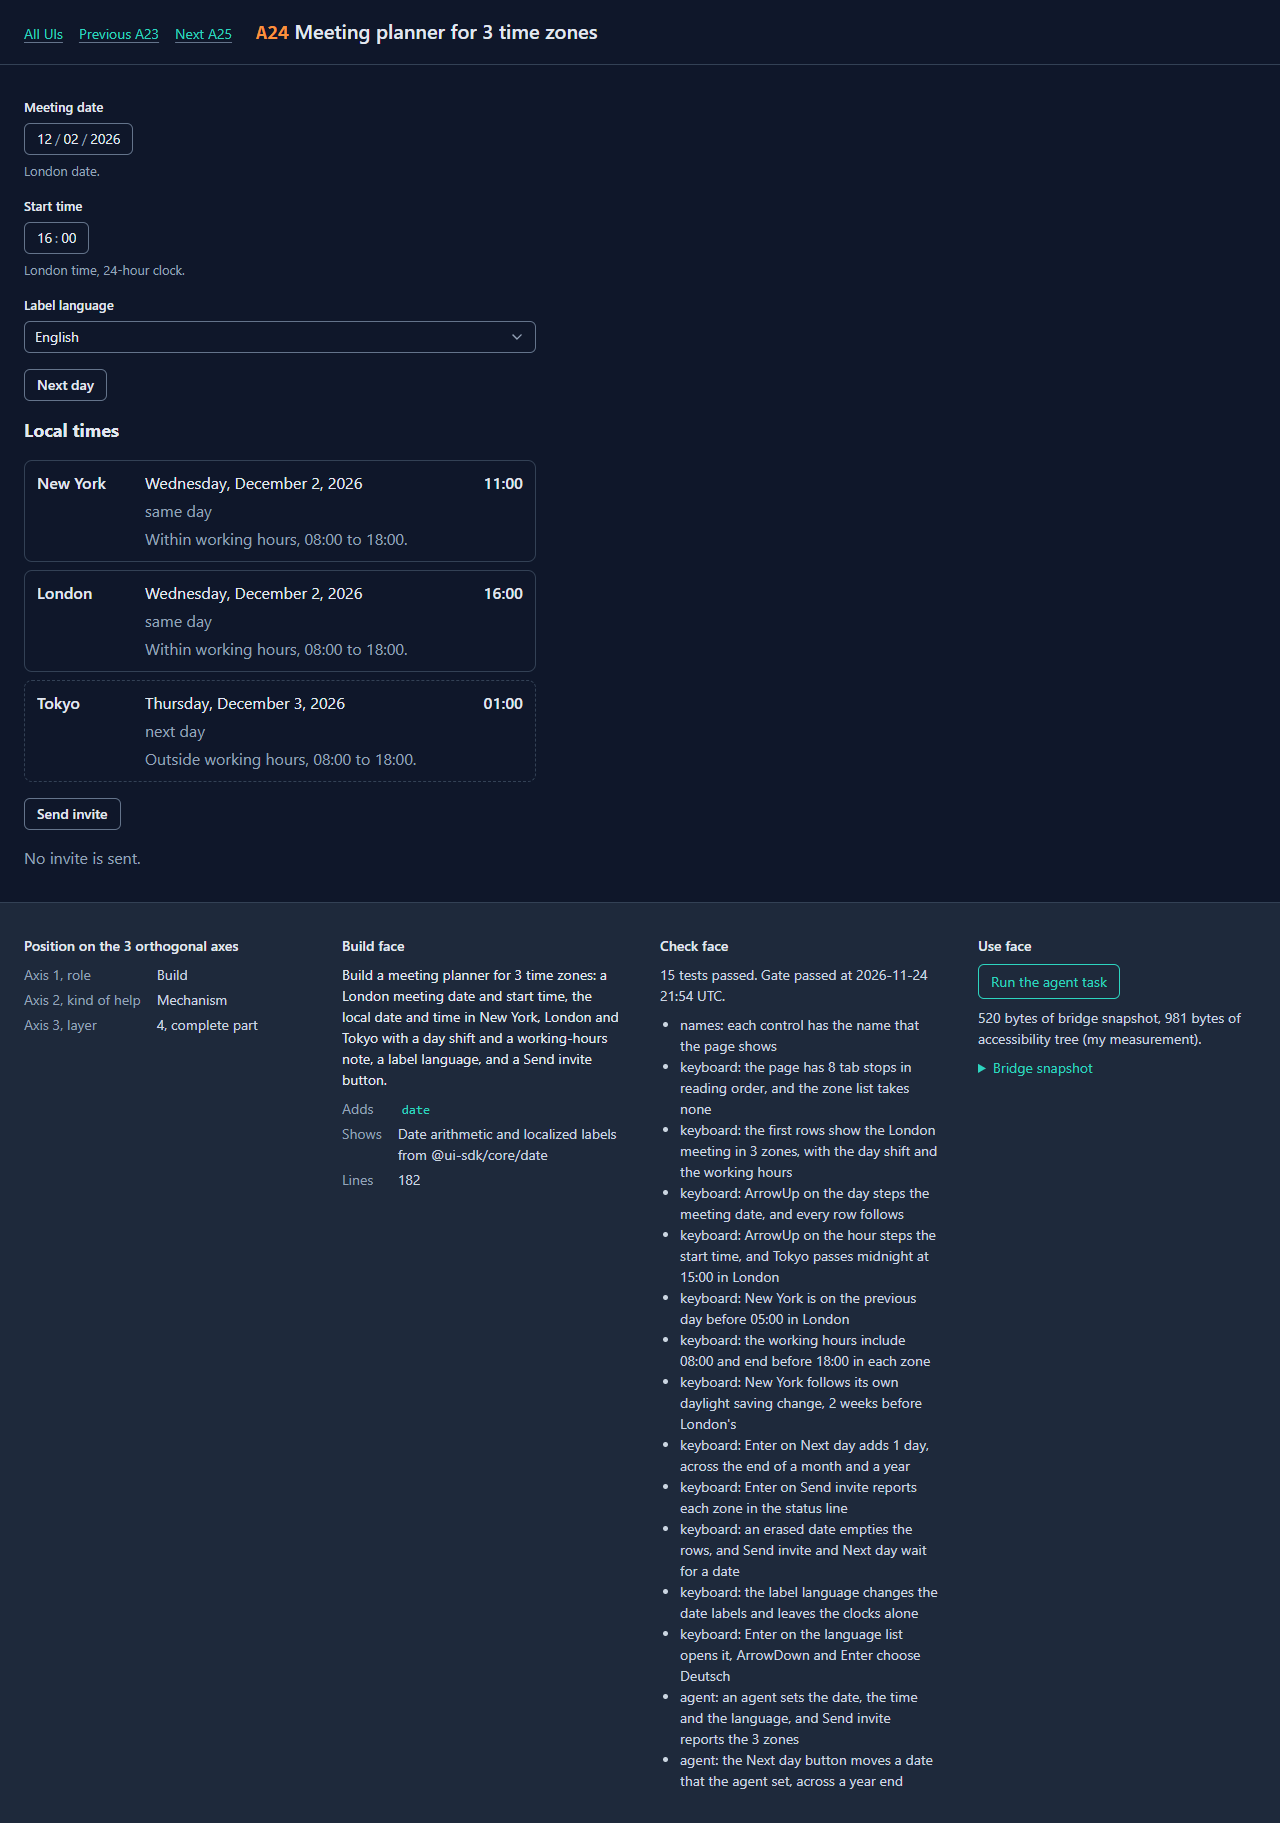 All UIs Previous A23 Next A25 A24 Meeting planner for 3 time zones
Meeting date
12 / 02 / 2026
London date.
Start time
16 : 00
London time, 24-hour clock.
Label language
English
Next day
Local times
New York Wednesday, December 2, 2026 11:00
same day
Within working hours, 08:00 to 18:00.
London Wednesday, December 2, 2026 16:00
same day
Within working hours, 08:00 to 18:00.
Tokyo Thursday, December 3, 2026 01:00
next day
Outside working hours, 08:00 to 18:00.
Send invite
No invite is sent.
Position on the 3 orthogonal axes
Axis 1, role Build
Axis 2, kind of help Mechanism
Axis 3, layer 4, complete part
Build face
Build a meeting planner for 3 time zones: a
London meeting date and start time, the
local date and time in New York, London and
Tokyo with a day shift and a working-hours
note, a label language, and a Send invite
button.
Adds date
Shows Date arithmetic and localized labels
from @ui-sdk/core/date
Lines 182
Check face
15 tests passed. Gate passed at 2026-11-24
21:54 UTC.
• names: each control has the name that
the page shows
• keyboard: the page has 8 tab stops in
reading order, and the zone list takes
none
• keyboard: the first rows show the London
meeting in 3 zones, with the day shift and
the working hours
• keyboard: ArrowUp on the day steps the
meeting date, and every row follows
• keyboard: ArrowUp on the hour steps the
start time, and Tokyo passes midnight at
15:00 in London
• keyboard: New York is on the previous
day before 05:00 in London
• keyboard: the working hours include
08:00 and end before 18:00 in each zone
• keyboard: New York follows its own
daylight saving change, 2 weeks before
London's
• keyboard: Enter on Next day adds 1 day,
across the end of a month and a year
• keyboard: Enter on Send invite reports
each zone in the status line
• keyboard: an erased date empties the
rows, and Send invite and Next day wait
for a date
• keyboard: the label language changes the
date labels and leaves the clocks alone
• keyboard: Enter on the language list
opens it, ArrowDown and Enter choose
Deutsch
• agent: an agent sets the date, the time
and the language, and Send invite
reports the 3 zones
• agent: the Next day button moves a date
that the agent set, across a year end
Use face
Run the agent task
520 bytes of bridge snapshot, 981 bytes of
accessibility tree (my measurement).
▶ Bridge snapshot